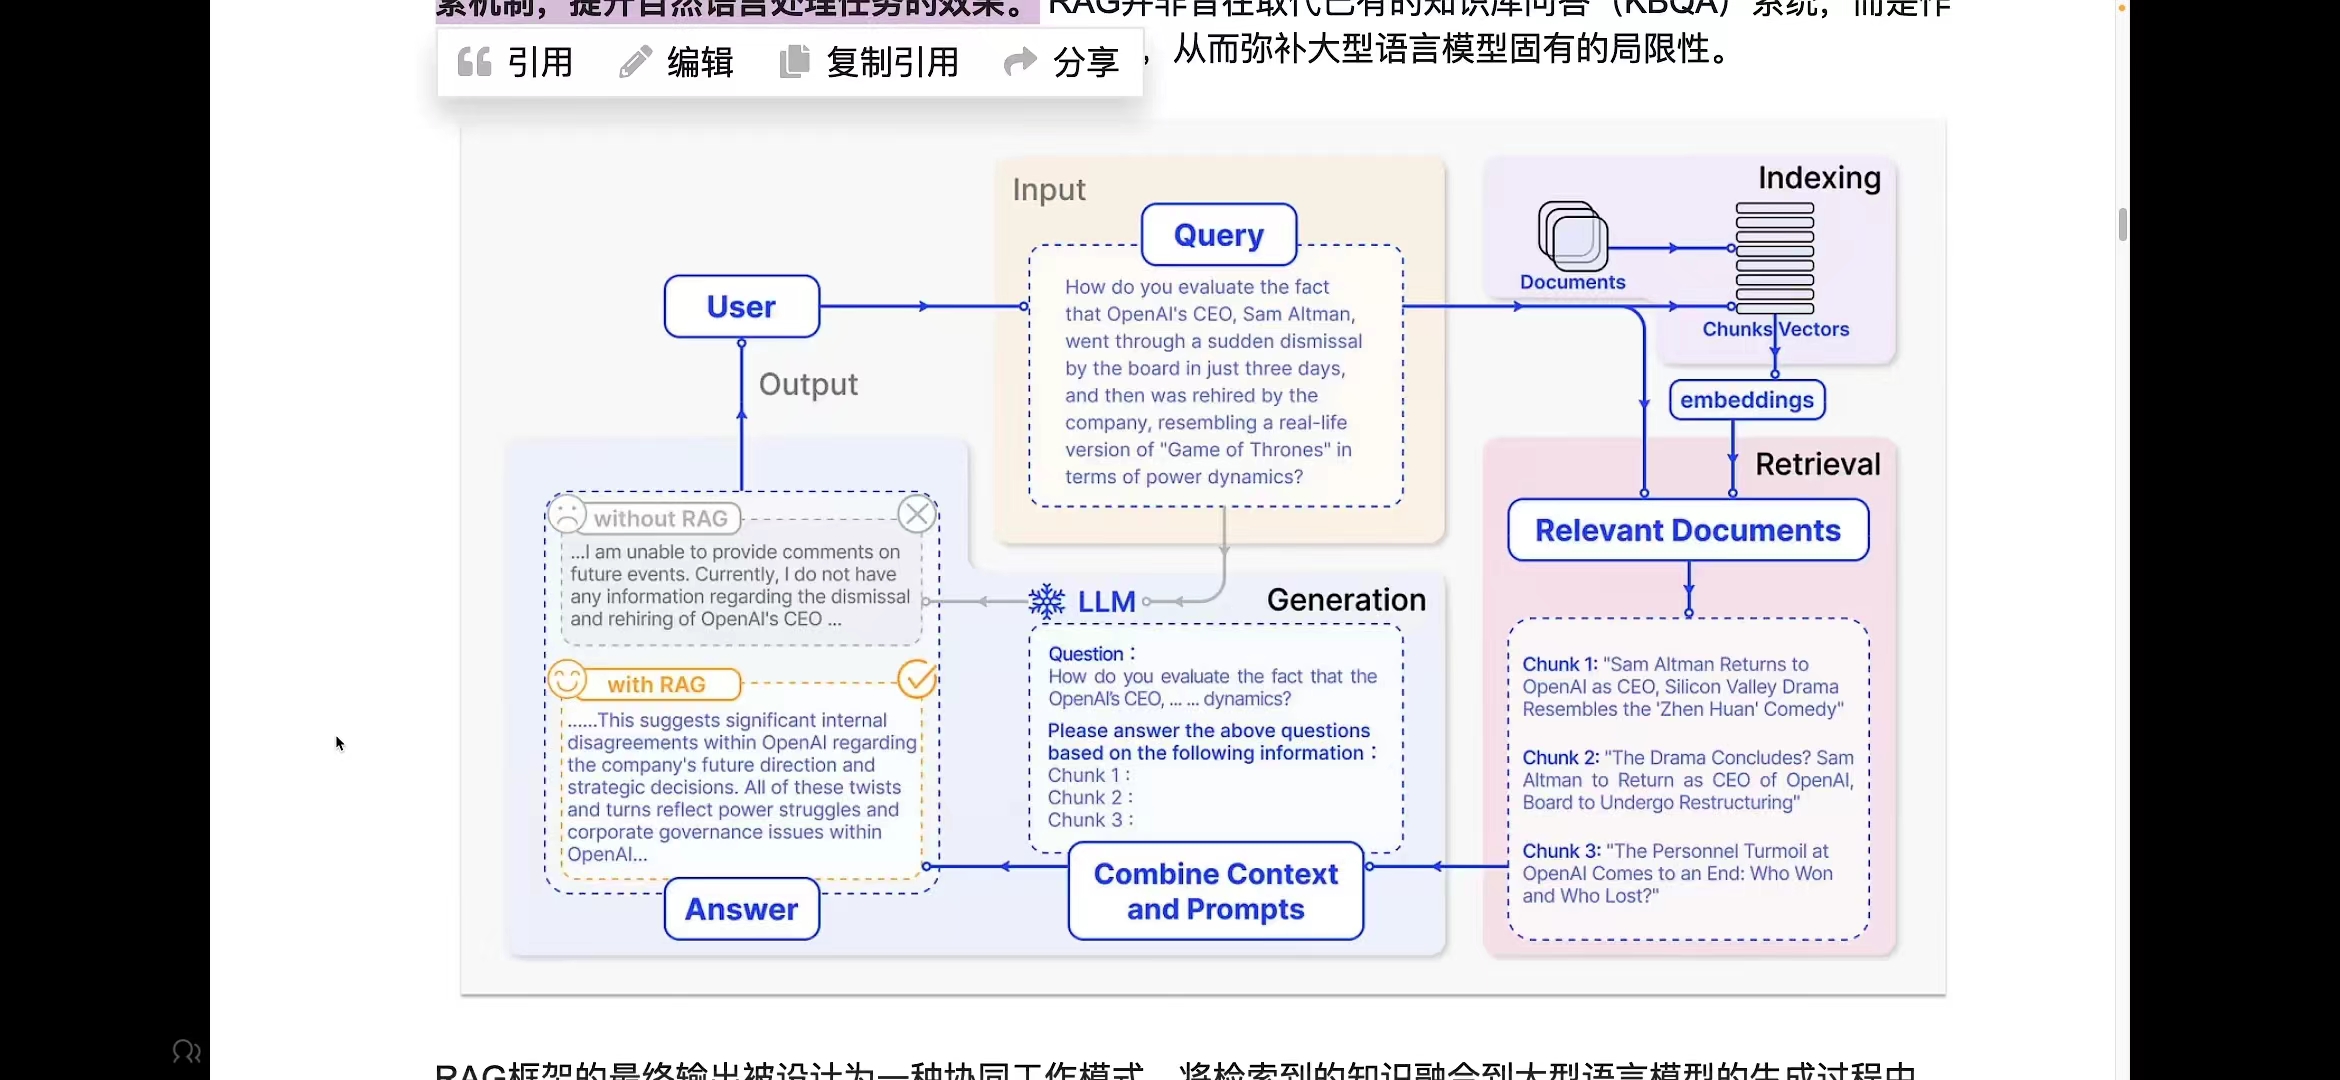 索机制，提升自然语言处理任务的效果。 RAG并非旨在取代已有的知识库问答（KBQA）系统，而是作
引用 编辑 复制引用 分享 ，从而弥补大型语言模型固有的局限性。
Input
Query
How do you evaluate the fact
that OpenAI's CEO, Sam Altman,
went through a sudden dismissal
by the board in just three days,
and then was rehired by the
company, resembling a real-life
version of "Game of Thrones" in
terms of power dynamics?
Indexing
Documents
Chunks Vectors
embeddings
User
Output
Retrieval
Relevant Documents
Chunk 1: "Sam Altman Returns to
OpenAI as CEO, Silicon Valley Drama
Resembles the 'Zhen Huan' Comedy"
Chunk 2: "The Drama Concludes? Sam
Altman to Return as CEO of OpenAI,
Board to Undergo Restructuring"
Chunk 3: "The Personnel Turmoil at
OpenAI Comes to an End: Who Won
and Who Lost?"
LLM
Generation
Question：
How do you evaluate the fact that the
OpenAI's CEO, ... ... dynamics?
Please answer the above questions
based on the following information：
Chunk 1：
Chunk 2：
Chunk 3：
Combine Context
and Prompts
without RAG
...I am unable to provide comments on
future events. Currently, I do not have
any information regarding the dismissal
and rehiring of OpenAI's CEO ...
with RAG
......This suggests significant internal
disagreements within OpenAI regarding
the company's future direction and
strategic decisions. All of these twists
and turns reflect power struggles and
corporate governance issues within
OpenAI...
Answer
RAG框架的最终输出被设计为一种协同工作模式，将检索到的知识融合到大型语言模型的生成过程中